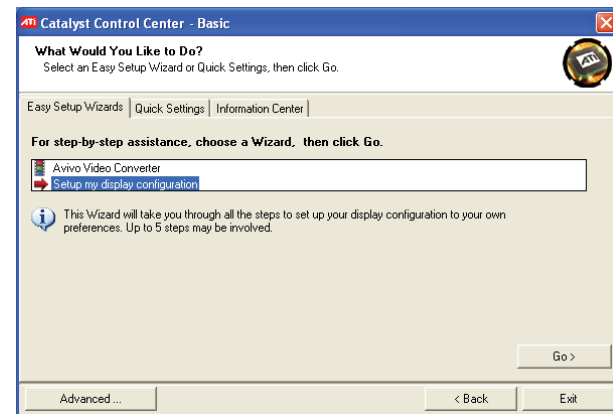 ATI Catalyst Control Center - Basic
What Would You Like to Do?
Select an Easy Setup Wizard or Quick Settings, then click Go.
ATI
Easy Setup Wizards Quick Settings Information Center
For step-by-step assistance, choose a Wizard, then click Go.
Avivo Video Converter
Setup my display configuration
This Wizard will take you through all the steps to set up your display configuration to your own
preferences. Up to 5 steps may be involved.
Go >
Advanced ... < Back Exit